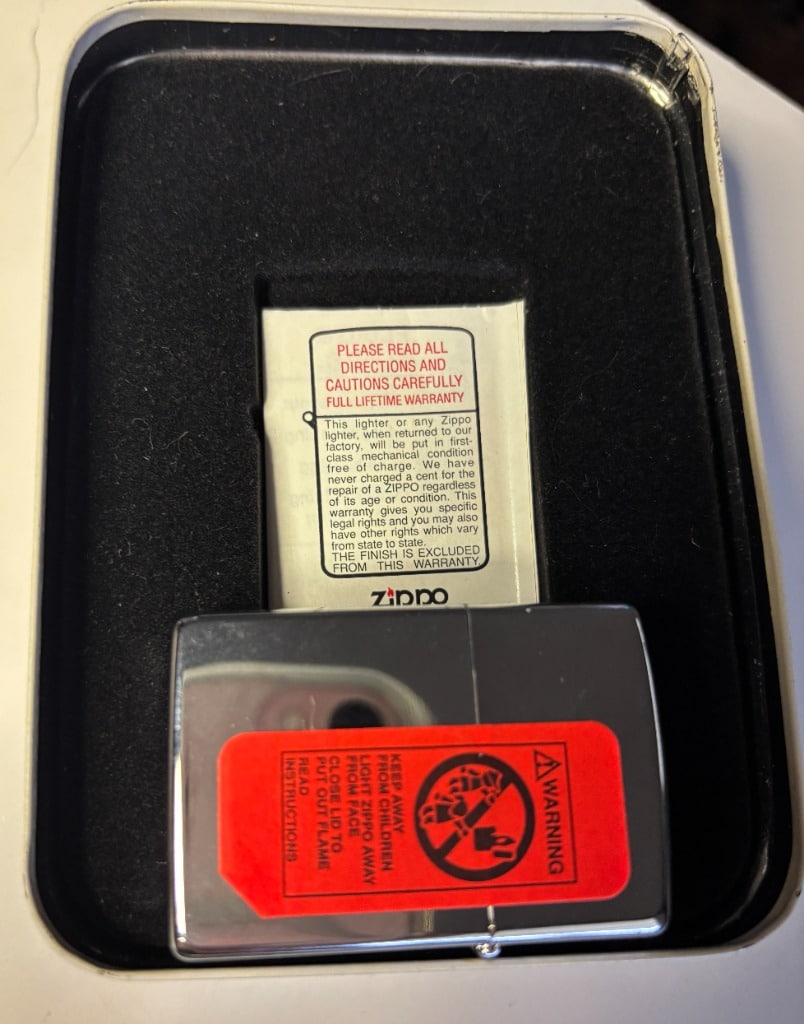 PLEASE READ ALL
DIRECTIONS AND
CAUTIONS CAREFULLY
FULL LIFETIME WARRANTY
This lighter or any Zippo
lighter, when returned to our
factory, will be put in first-
class mechanical condition
free of charge. We have
never charged a cent for the
repair of a ZIPPO regardless
of its age or condition. This
warranty gives you specific
legal rights and you may also
have other rights which vary
from state to state.
THE FINISH IS EXCLUDED
FROM THIS WARRANTY.
Zippo
WARNING
KEEP AWAY
FROM CHILDREN
LIGHT ZIPPO AWAY
FROM FACE
CLOSE LID TO
PUT OUT FLAME
READ
INSTRUCTIONS